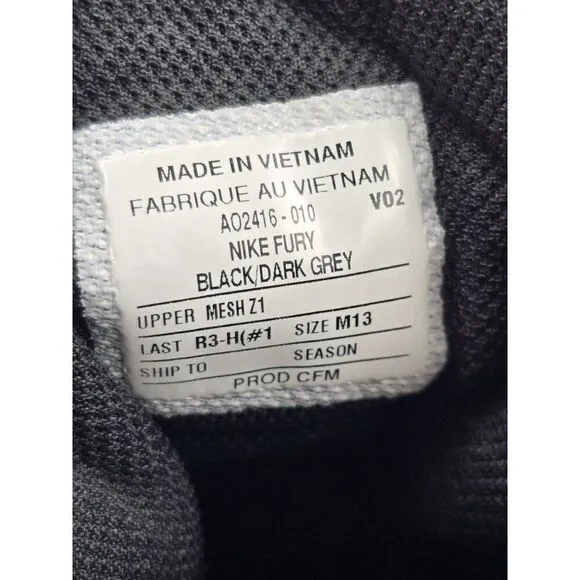 MADE IN VIETNAM
FABRIQUE AU VIETNAM
AO2416-010 V02
NIKE FURY
BLACK/DARK GREY
UPPER MESH Z1
LAST R3-H(#1 SIZE M13
SHIP TO SEASON
PROD CFM